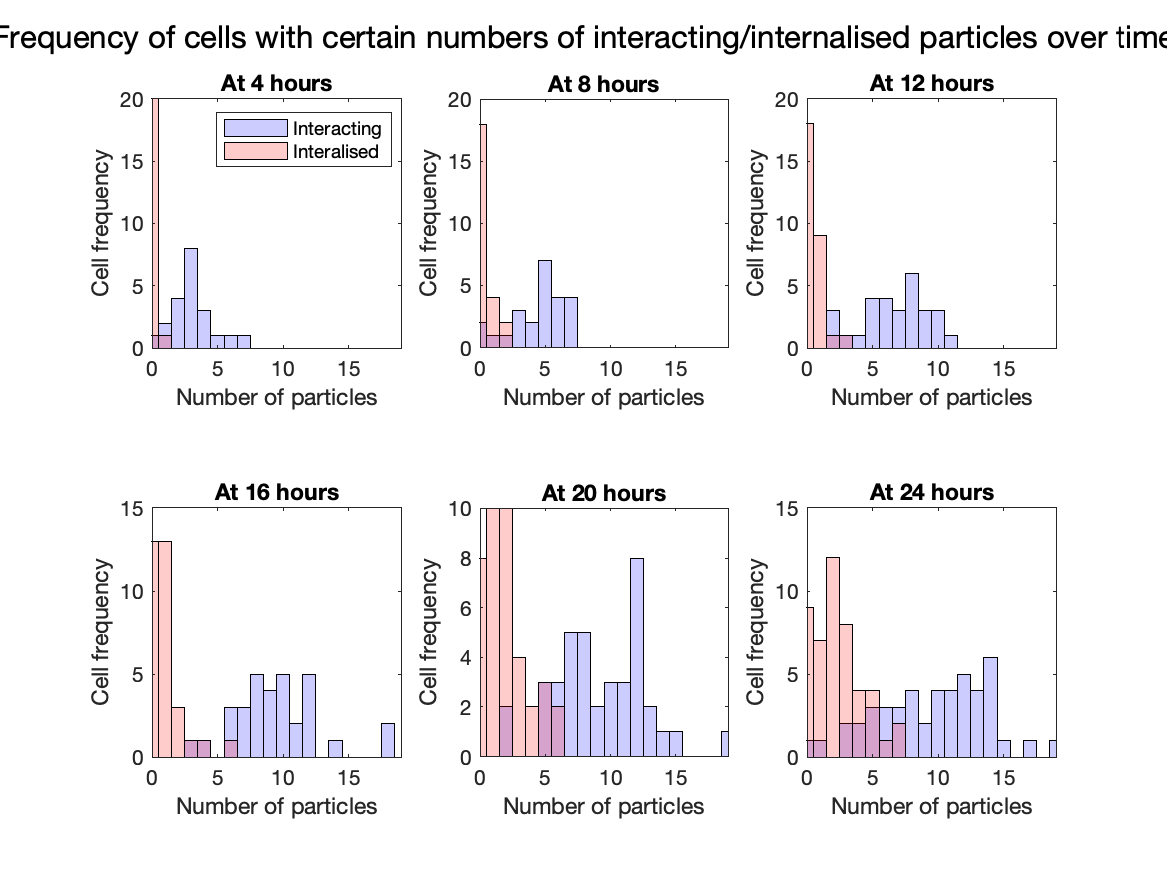 Frequency of cells with certain numbers of interacting/internalised particles over time
At 4 hours
20
15
10
5
0
0 5 10 15
Cell frequency
Number of particles
Interacting
Interalised
At 8 hours
20
15
10
5
0
0 5 10 15
Cell frequency
Number of particles
At 12 hours
20
15
10
5
0
0 5 10 15
Cell frequency
Number of particles
At 16 hours
15
10
5
0
0 5 10 15
Cell frequency
Number of particles
At 20 hours
10
8
6
4
2
0
0 5 10 15
Cell frequency
Number of particles
At 24 hours
15
10
5
0
0 5 10 15
Cell frequency
Number of particles